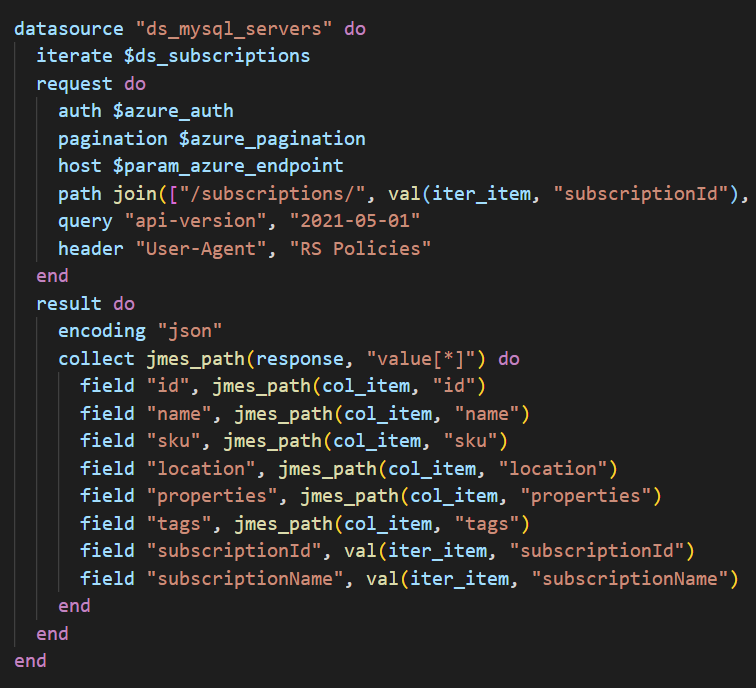 datasource "ds_mysql_servers" do
  iterate $ds_subscriptions
  request do
    auth $azure_auth
    pagination $azure_pagination
    host $param_azure_endpoint
    path join(["/subscriptions/", val(iter_item, "subscriptionId"),
    query "api-version", "2021-05-01"
    header "User-Agent", "RS Policies"
  end
  result do
    encoding "json"
    collect jmes_path(response, "value[*]") do
      field "id", jmes_path(col_item, "id")
      field "name", jmes_path(col_item, "name")
      field "sku", jmes_path(col_item, "sku")
      field "location", jmes_path(col_item, "location")
      field "properties", jmes_path(col_item, "properties")
      field "tags", jmes_path(col_item, "tags")
      field "subscriptionId", val(iter_item, "subscriptionId")
      field "subscriptionName", val(iter_item, "subscriptionName")
    end
  end
end